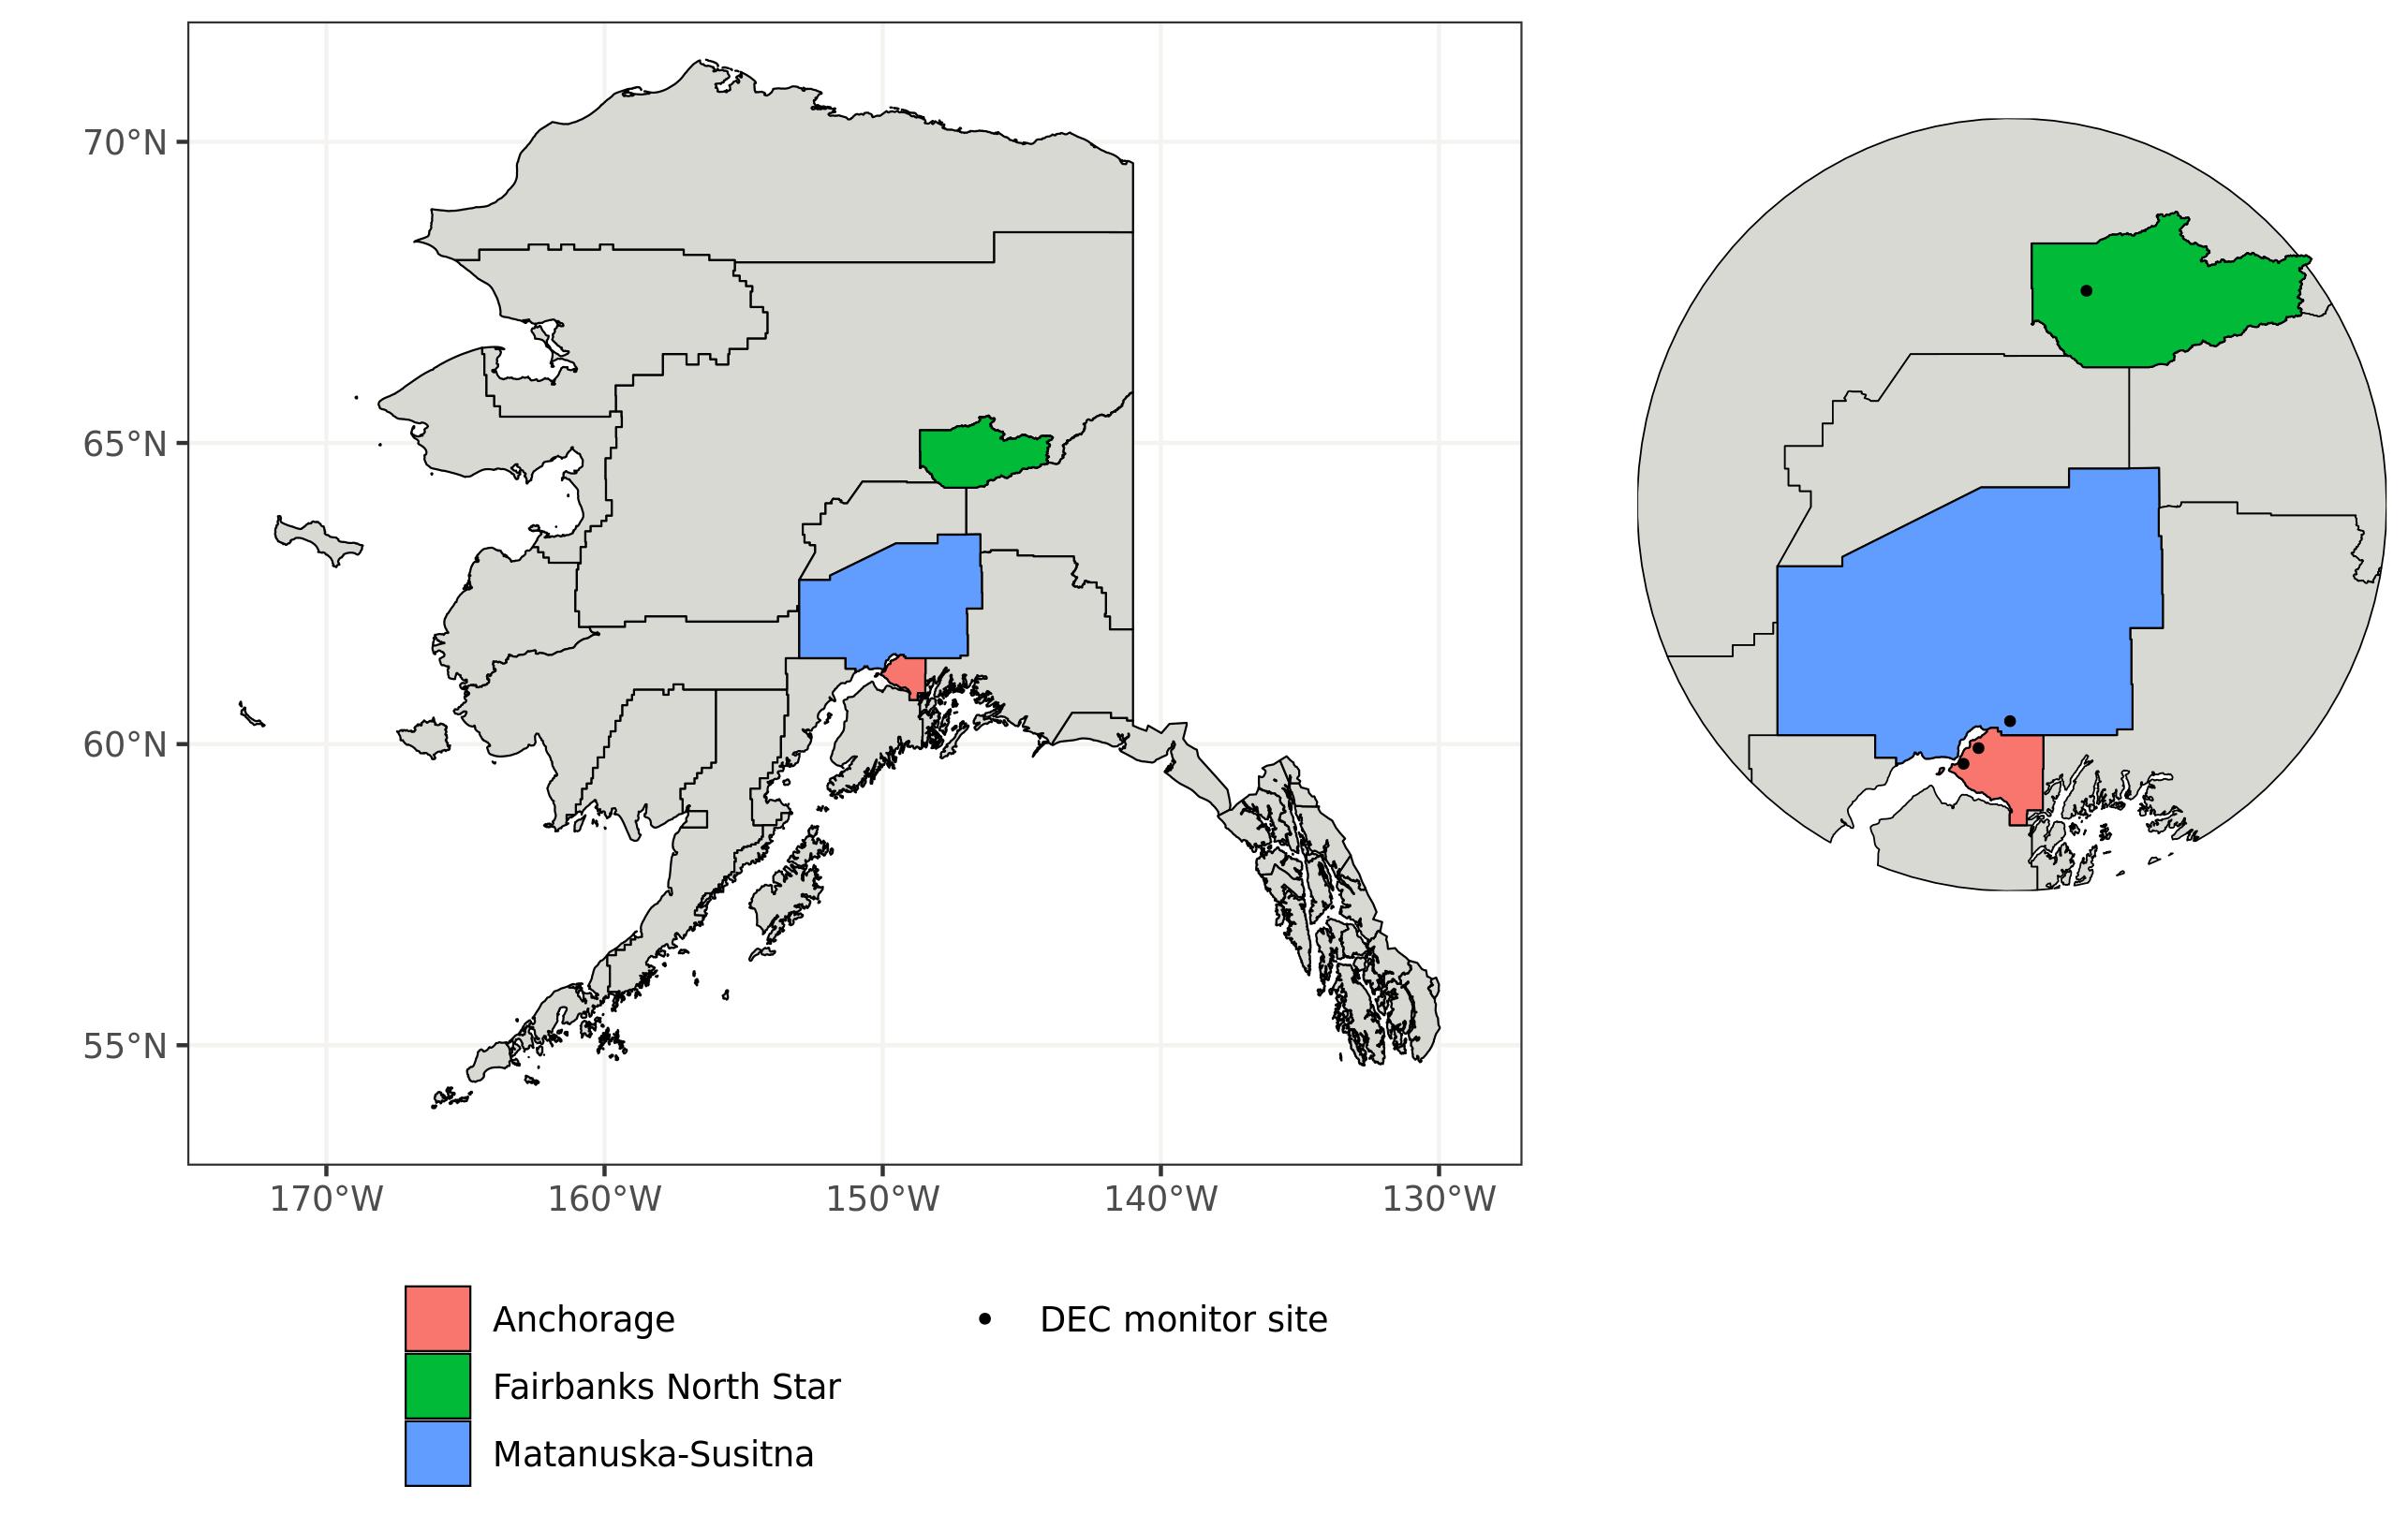 70°N
65°N
60°N
55°N
170°W 160°W 150°W 140°W 130°W
Anchorage
DEC monitor site
Fairbanks North Star
Matanuska-Susitna